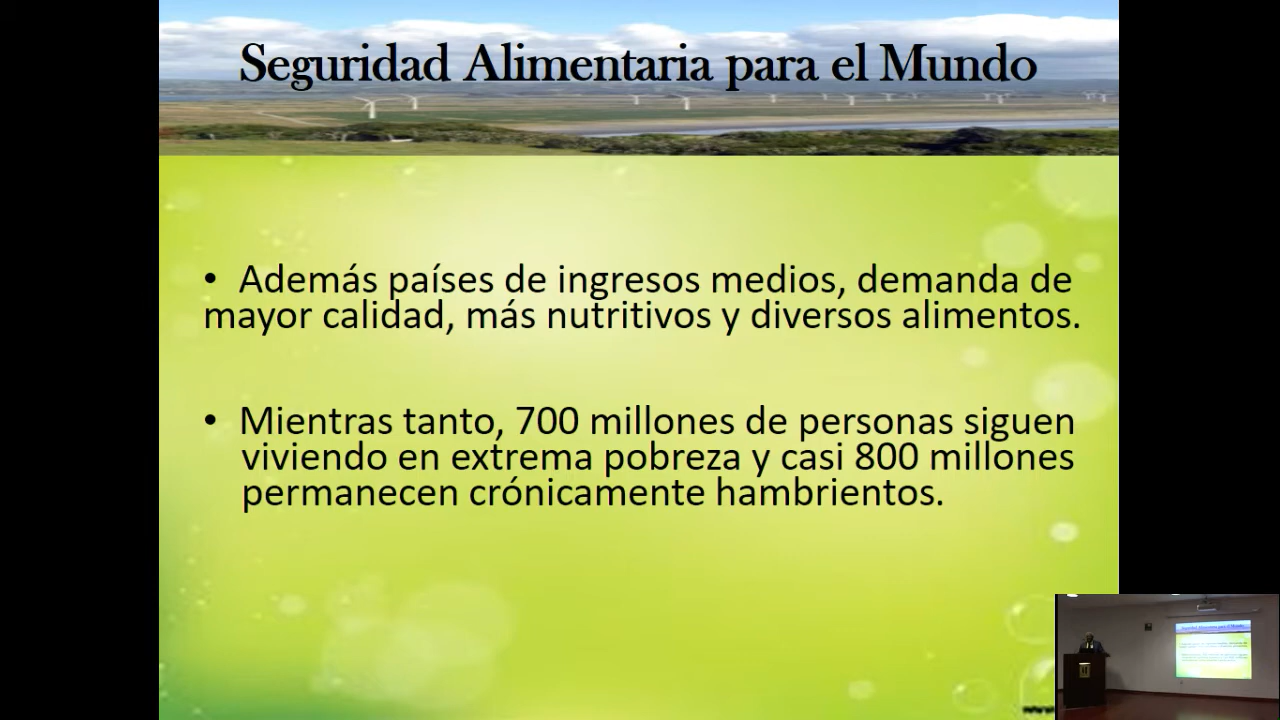 Seguridad Alimentaria para el Mundo
• Además países de ingresos medios, demanda de
mayor calidad, más nutritivos y diversos alimentos.
• Mientras tanto, 700 millones de personas siguen
viviendo en extrema pobreza y casi 800 millones
permanecen crónicamente hambrientos.